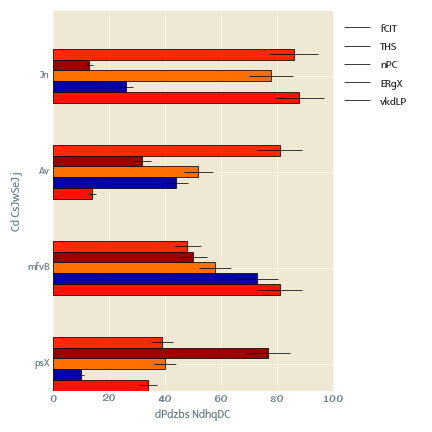 fCIT
THS
nPC
ERgX
vkdLP
Jn
Av
mfvB
psX
Cd CsJwSeJ j
0 20 40 60 80 100
dPdzbs NdhqDC